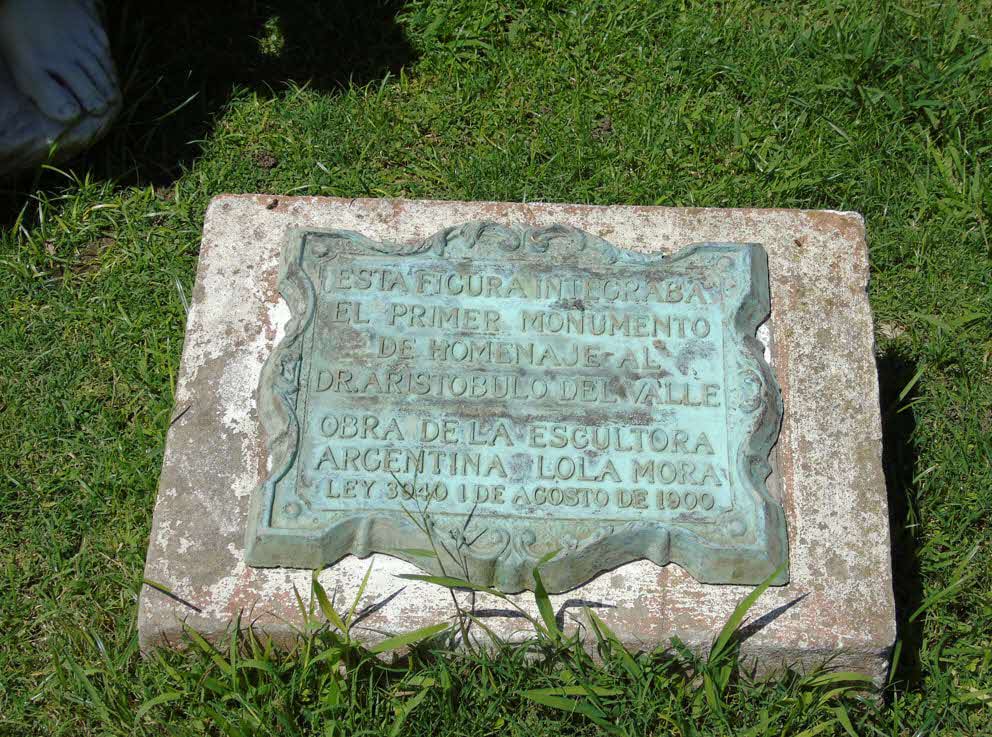 ESTA FIGURA INTEGRABA
EL PRIMER MONUMENTO
DE HOMENAJE AL
DR. ARISTOBULO DEL VALLE
OBRA DE LA ESCULTORA
ARGENTINA LOLA MORA
LEY 3940 1 DE AGOSTO DE 1900